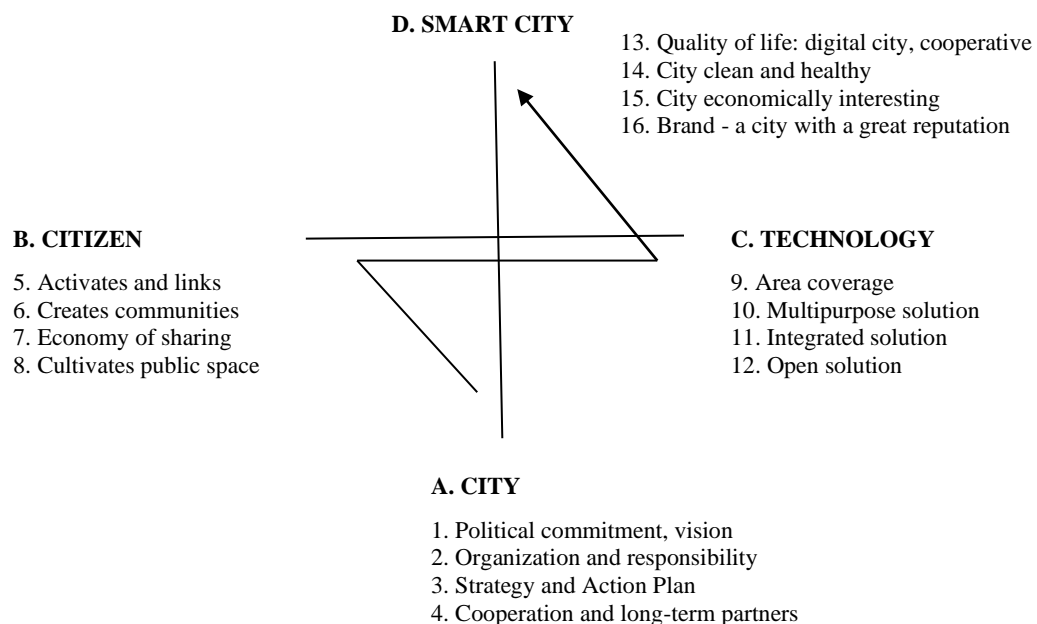 D. SMART CITY
13. Quality of life: digital city, cooperative
14. City clean and healthy
15. City economically interesting
16. Brand - a city with a great reputation
B. CITIZEN
5. Activates and links
6. Creates communities
7. Economy of sharing
8. Cultivates public space
C. TECHNOLOGY
9. Area coverage
10. Multipurpose solution
11. Integrated solution
12. Open solution
A. CITY
1. Political commitment, vision
2. Organization and responsibility
3. Strategy and Action Plan
4. Cooperation and long-term partners